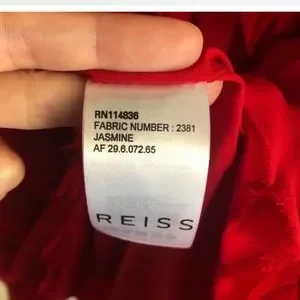 RN114836
FABRIC NUMBER : 2381
JASMINE
AF 29.6.072.65
REISS